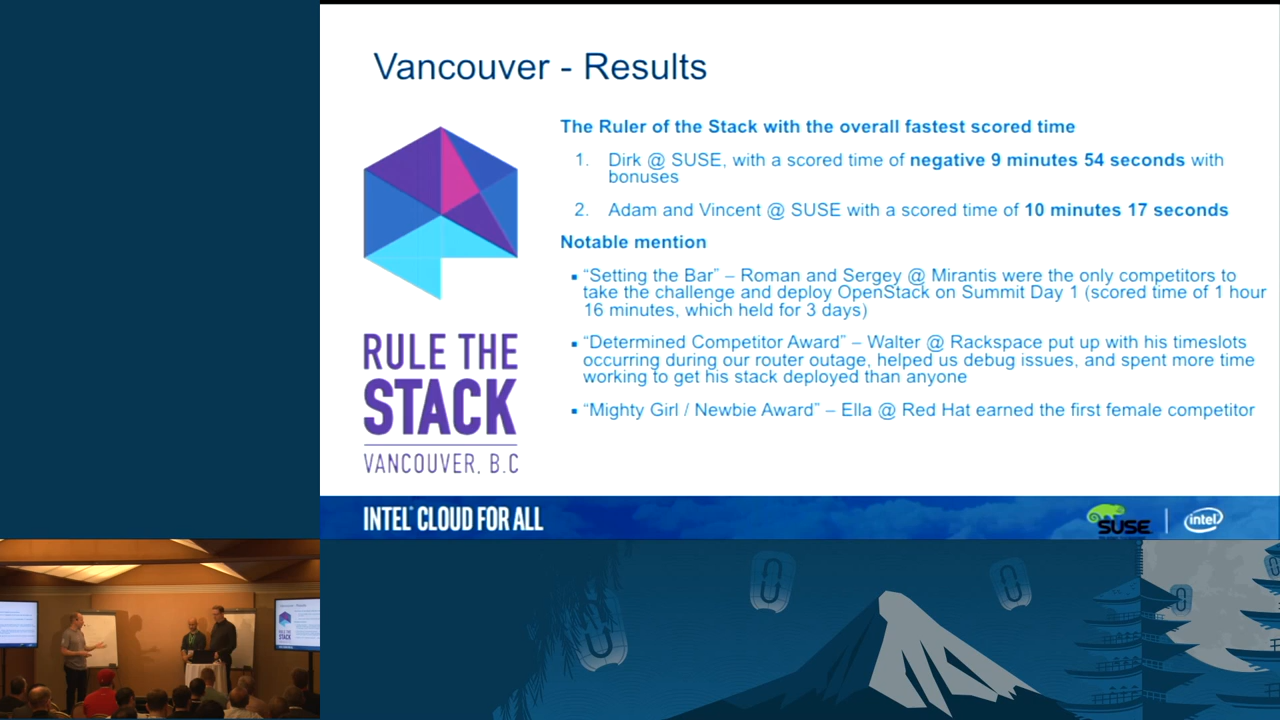 Vancouver - Results
The Ruler of the Stack with the overall fastest scored time
1. Dirk @ SUSE, with a scored time of negative 9 minutes 54 seconds with
bonuses
2. Adam and Vincent @ SUSE with a scored time of 10 minutes 17 seconds
Notable mention
▪ “Setting the Bar” – Roman and Sergey @ Mirantis were the only competitors to
take the challenge and deploy OpenStack on Summit Day 1 (scored time of 1 hour
16 minutes, which held for 3 days)
▪ “Determined Competitor Award” – Walter @ Rackspace put up with his timeslots
occurring during our router outage, helped us debug issues, and spent more time
working to get his stack deployed than anyone
▪ “Mighty Girl / Newbie Award” – Ella @ Red Hat earned the first female competitor
RULE THE
STACK
VANCOUVER, B.C
INTEL® CLOUD FOR ALL
SUSE
intel
Vancouver - Results
RULE THE
STACK